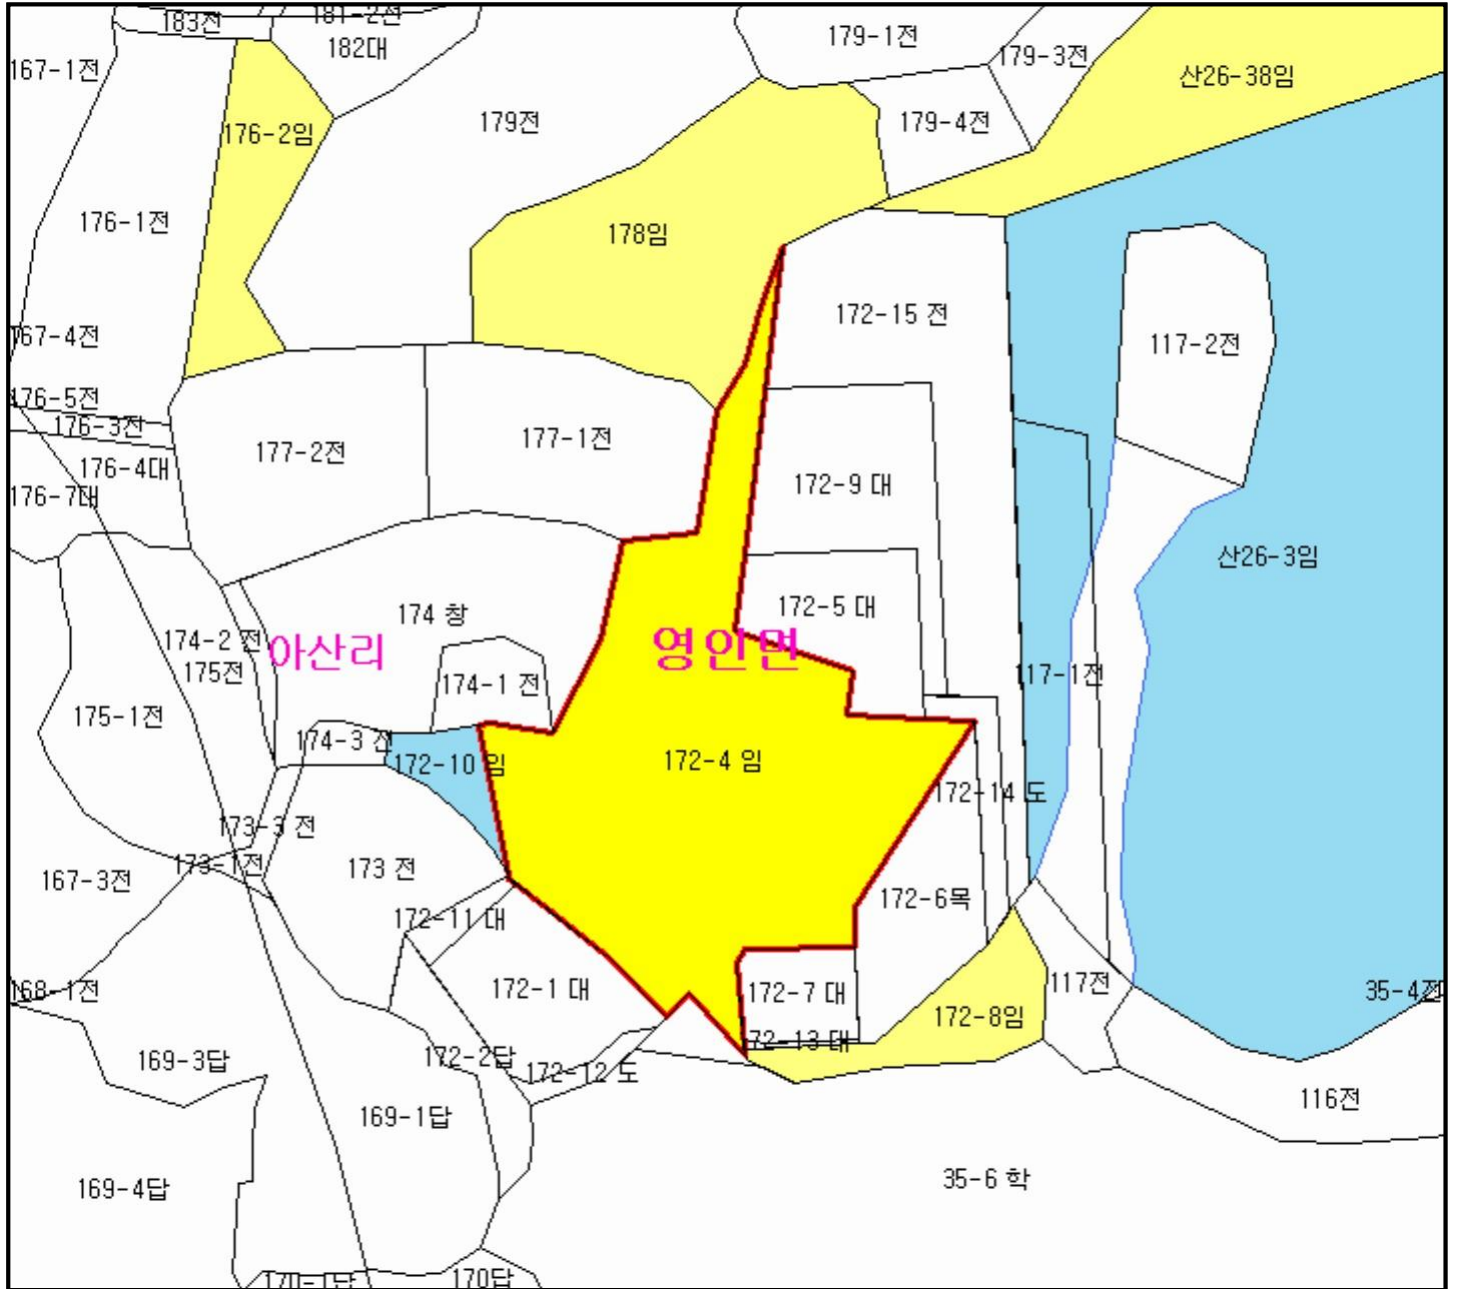 183전
181-2전
182대
179-1전
179-3전
167-1전
산26-38임
176-2임
179전
179-4전
176-1전
178임
172-15 전
167-4전
117-2전
176-5전
176-3전
177-2전
177-1전
176-4대
172-9 대
176-7대
산26-3임
174 창
172-5 대
174-2 전
아산리
영인면
175전
117-1전
174-1 전
175-1전
174-3 전
172-10 임
172-4 임
172-14 도
173-3 전
173-1전
173 전
167-3전
172-6목
172-11 대
117전
168-1전
172-1 대
172-7 대
35-4전
172-8임
172-13 대
169-3답
172-2답
172-12 도
116전
169-1답
35-6 학
169-4답
170-1답
170답